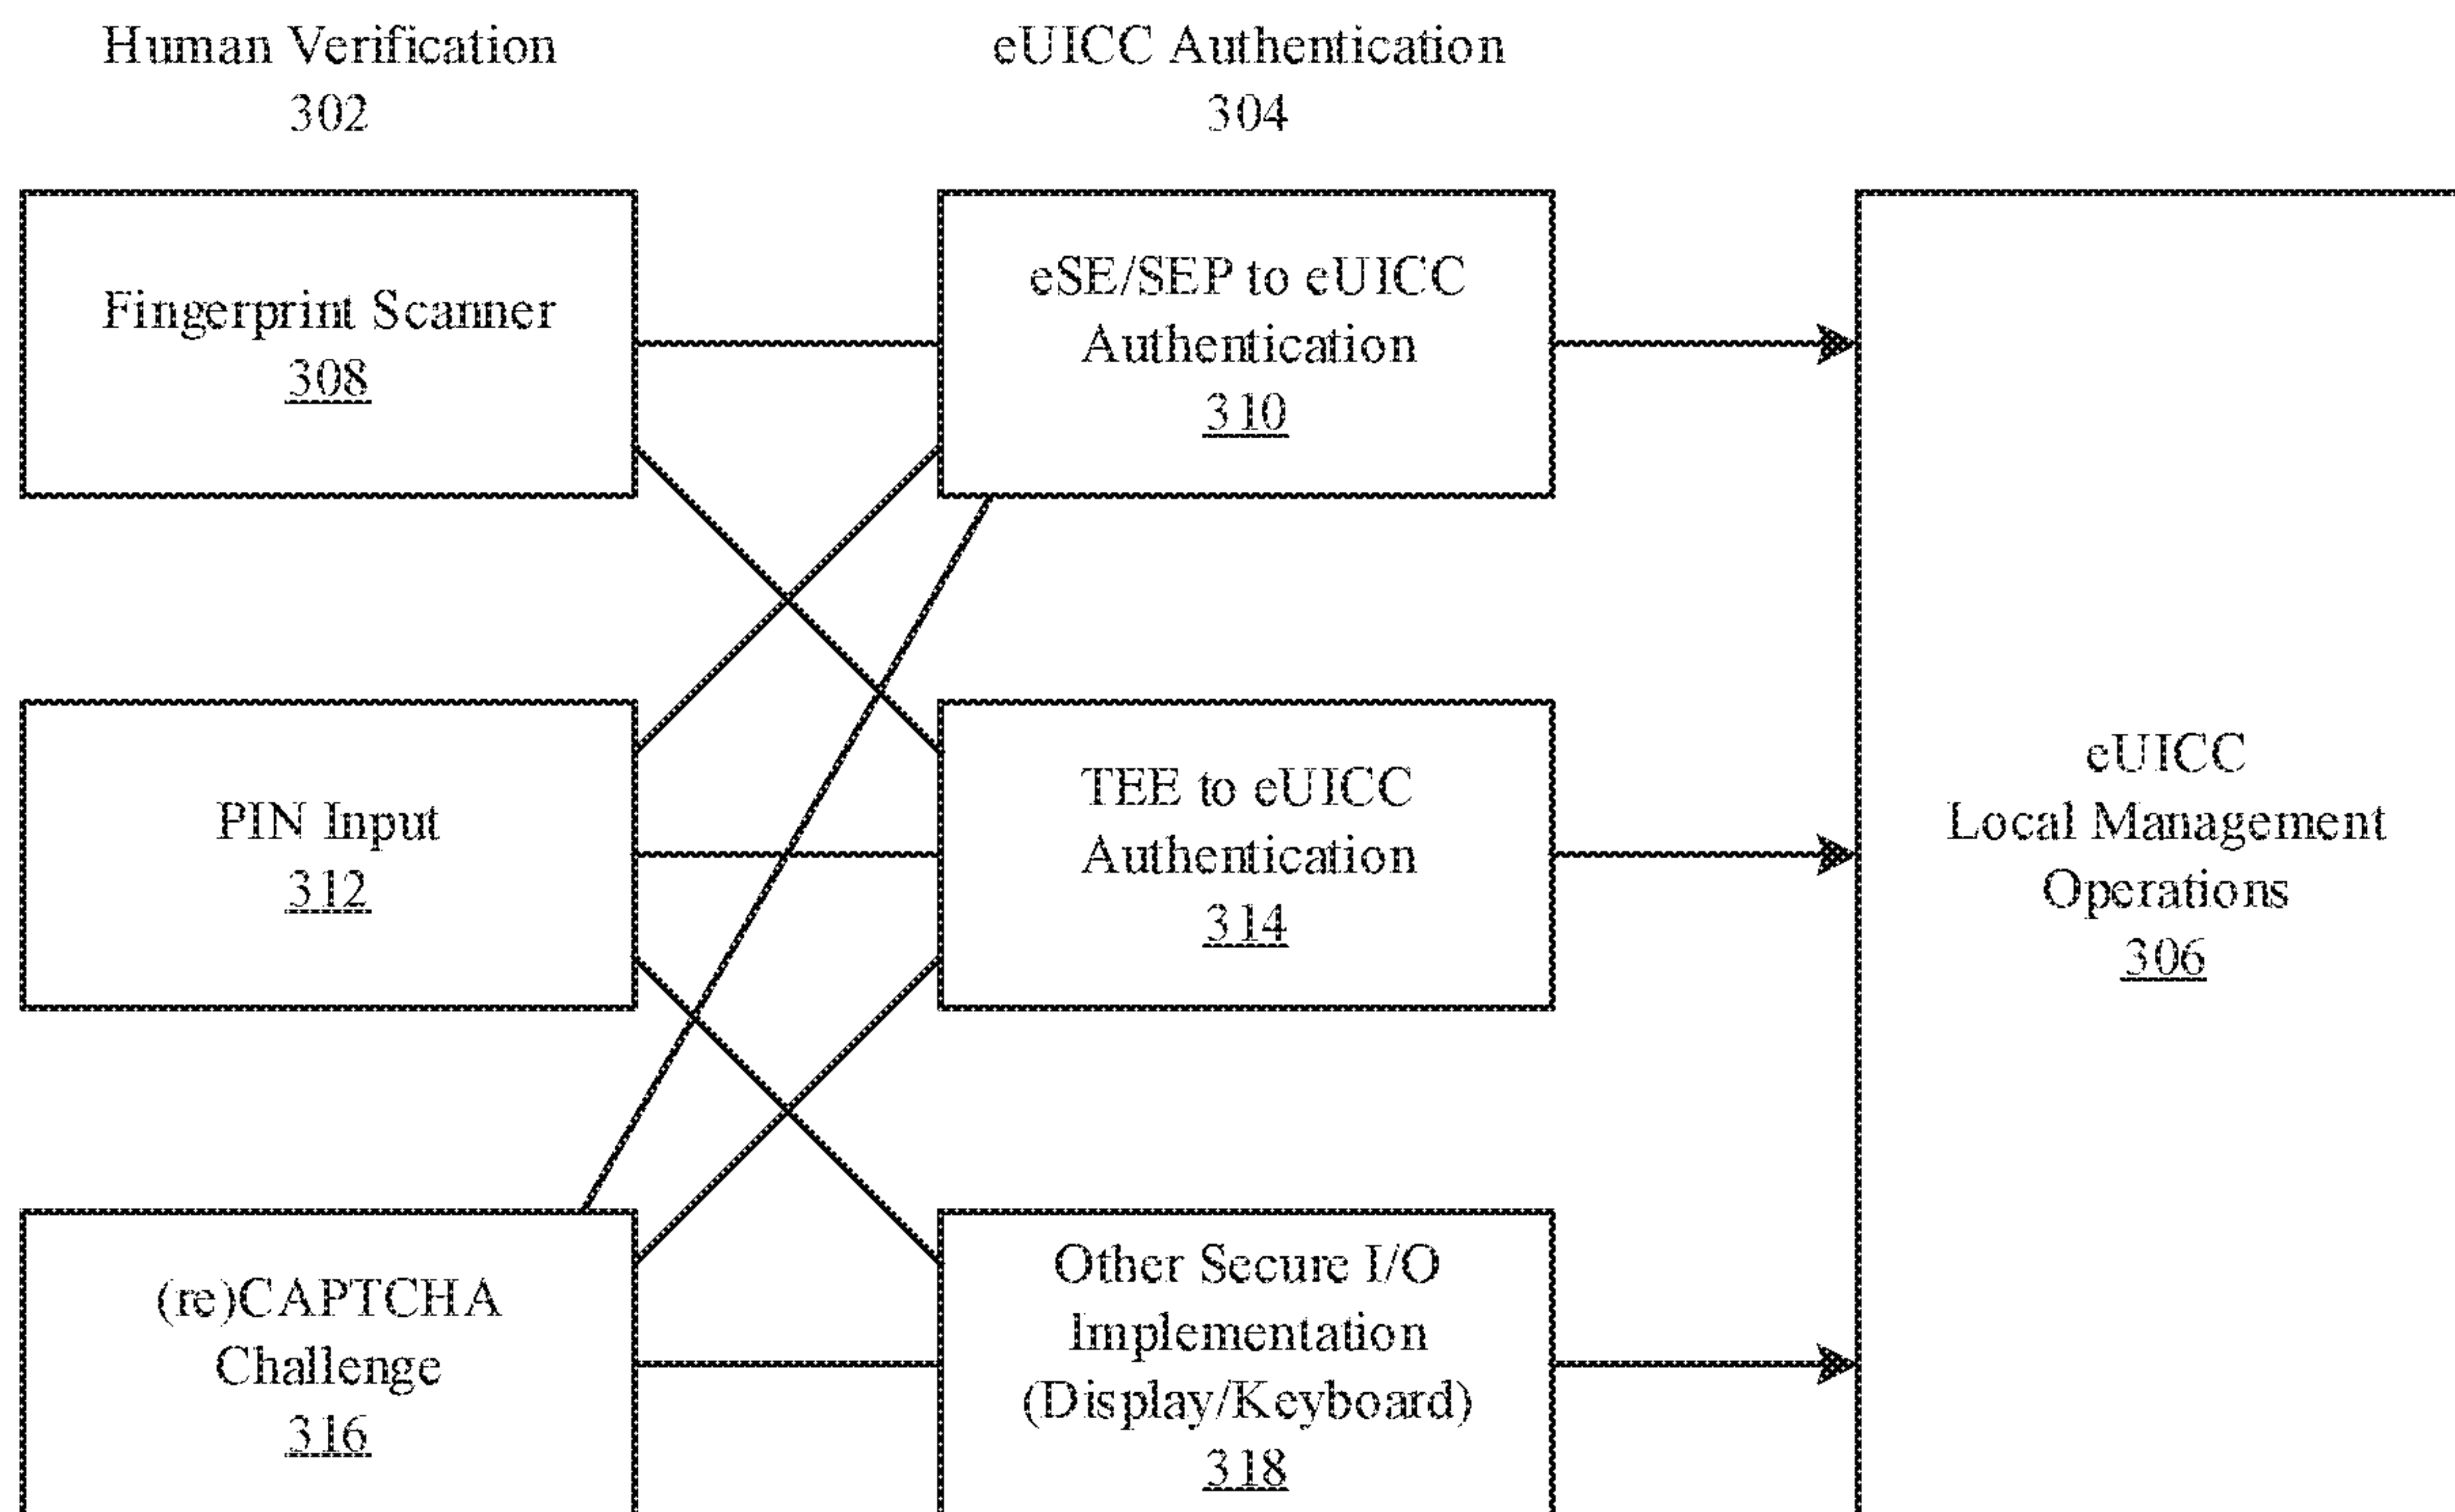 Human Verification
302
eUICC Authentication
304
Fingerprint Scanner
308
eSE/SEP to eUICC
Authentication
310
PIN Input
312
TEE to eUICC
Authentication
314
eUICC
Local Management
Operations
306
(re)CAPTCHA
Challenge
316
Other Secure I/O
Implementation
(Display/Keyboard)
318